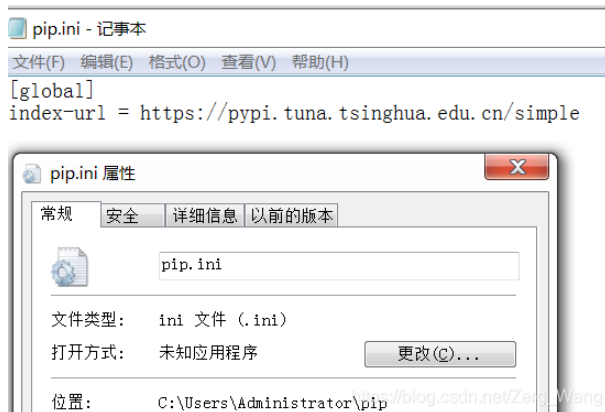 pip.ini - 记事本
文件(F) 编辑(E) 格式(O) 查看(V) 帮助(H)
[global]
index-url = https://pypi.tuna.tsinghua.edu.cn/simple
pip.ini 属性
常规 安全 详细信息 以前的版本
pip.ini
文件类型: ini 文件 (.ini)
打开方式: 未知应用程序 更改(C)...
位置: C:\Users\Administrator\pip
https://blog.csdn.net/Zerg_Wang